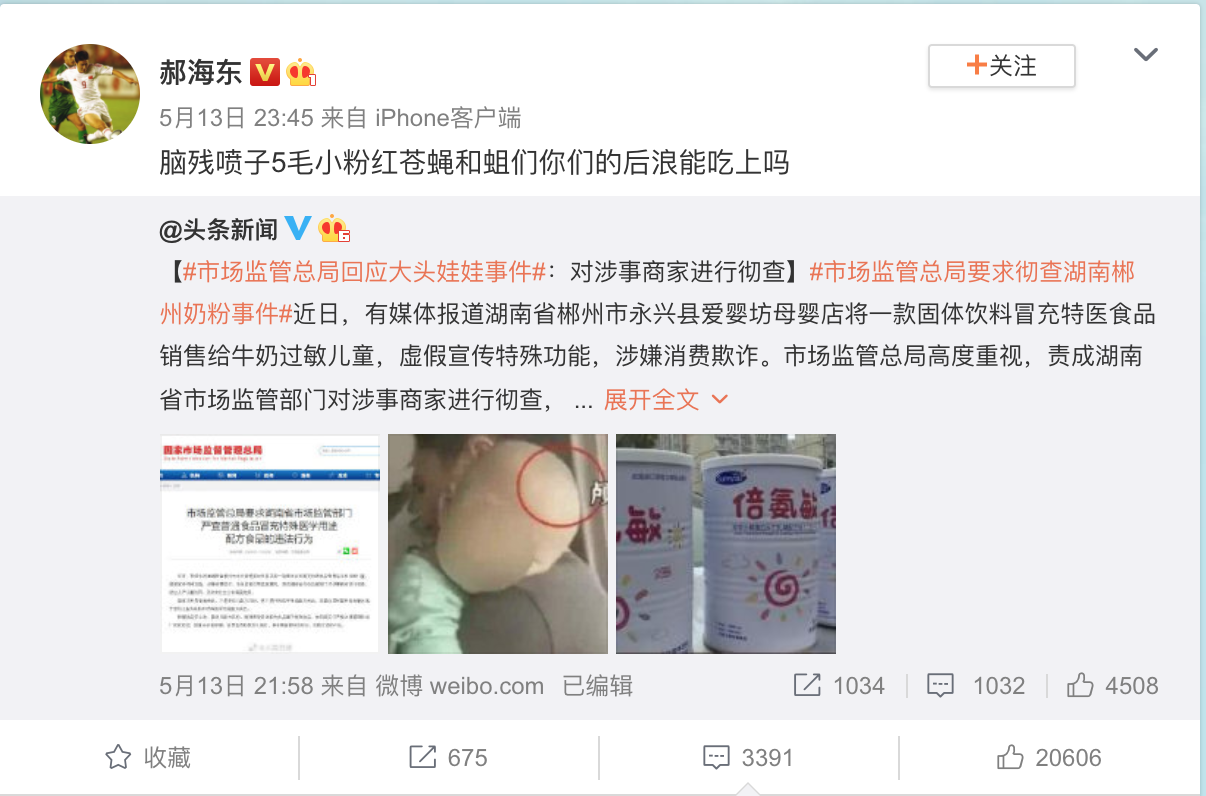 郝海东
+关注
5月13日 23:45 来自 iPhone客户端
脑残喷子5毛小粉红苍蝇和蛆们你们的后浪能吃上吗
@头条新闻
【#市场监管总局回应大头娃娃事件#：对涉事商家进行彻查】#市场监管总局要求彻查湖南郴
州奶粉事件#近日，有媒体报道湖南省郴州市永兴县爱婴坊母婴店将一款固体饮料冒充特医食品
销售给牛奶过敏儿童，虚假宣传特殊功能，涉嫌消费欺诈。市场监管总局高度重视，责成湖南
省市场监管部门对涉事商家进行彻查， ... 展开全文
国家市场监督管理总局
市场监管总局要求湖南省市场监管部门
严查普通食品冒充特殊医学用途
配方食品的违法行为
倍氨敏
敏
5月13日 21:58 来自 微博 weibo.com 已编辑
1034
1032
4508
收藏
675
3391
20606